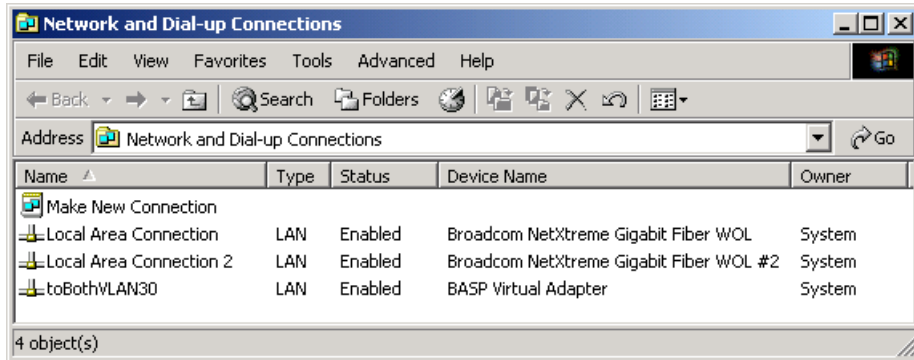 Network and Dial-up Connections
File Edit View Favorites Tools Advanced Help
Back Search Folders
Address Network and Dial-up Connections Go
Name Type Status Device Name Owner
Make New Connection
Local Area Connection LAN Enabled Broadcom NetXtreme Gigabit Fiber WOL System
Local Area Connection 2 LAN Enabled Broadcom NetXtreme Gigabit Fiber WOL #2 System
toBothVLAN30 LAN Enabled BASP Virtual Adapter System
4 object(s)